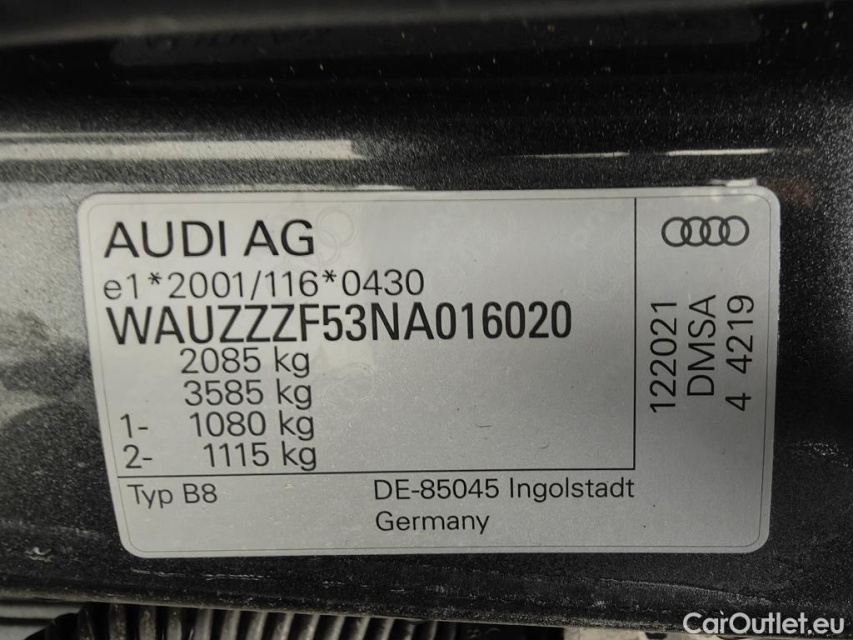 AUDI AG
e1*2001/116*0430
WAUZZZF53NA016020
2085 kg
3585 kg
1- 1080 kg
2- 1115 kg
Typ B8
DE-85045 Ingolstadt
Germany
122021
DMSA
4 4219
CarOutlet.eu